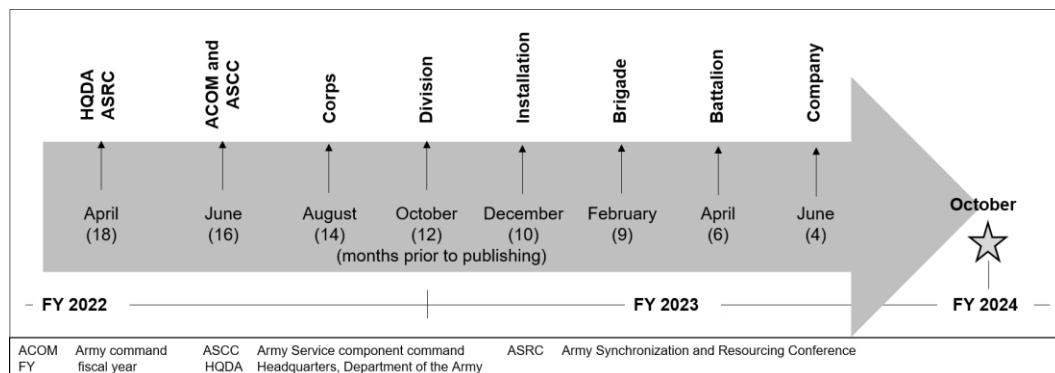 HQDA
ASRC
ACOM and
ASCC
Corps
Division
Installation
Brigade
Battalion
Company
April
(18)
June
(16)
August
(14)
October
(12)
December
(10)
February
(9)
April
(6)
June
(4)
(months prior to publishing)
October
FY 2022
FY 2023
FY 2024
ACOM Army command ASCC Army Service component command ASRC Army Synchronization and Resourcing Conference
FY fiscal year HQDA Headquarters, Department of the Army